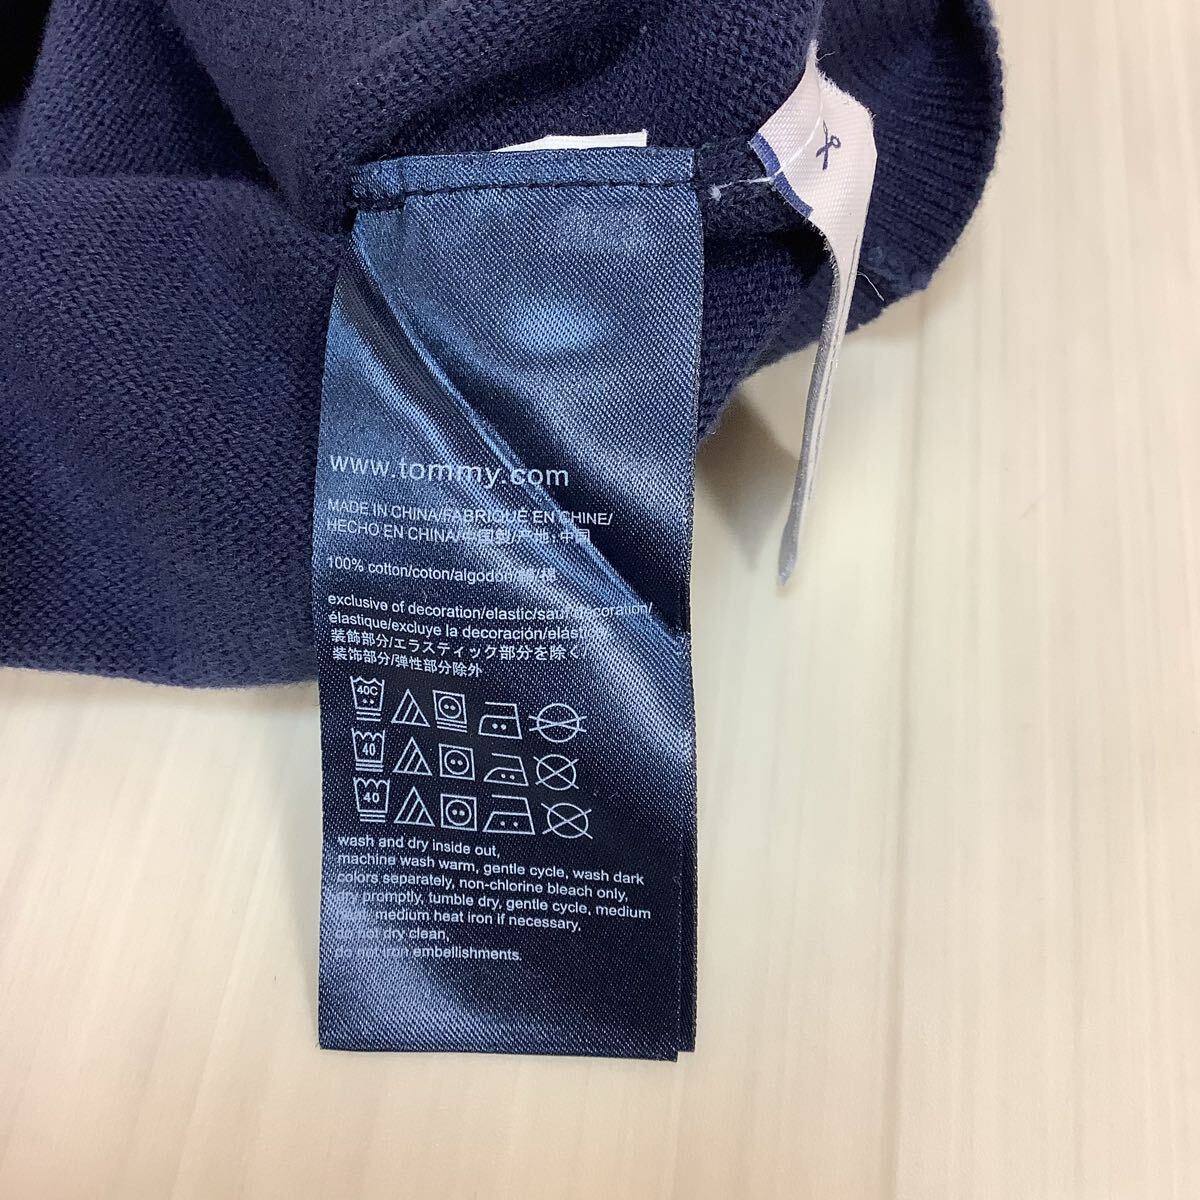 www.tommy.com
MADE IN CHINA/FABRIQUÉ EN CHINE/
HECHO EN CHINA/中国製/产地:中国
100% cotton/coton/algodon/綿/棉
exclusive of decoration/elastic/sauf decoration/
élastique/excluye la decoración/elástico
装飾部分/エラスティック部分を除く/
装饰部分/弹性部分除外
40C
40
40
wash and dry inside out,
machine wash warm, gentle cycle, wash dark
colors separately, non-chlorine bleach only,
dry promptly, tumble dry, gentle cycle, medium
heat, medium heat iron if necessary,
do not dry clean,
do not iron embellishments.